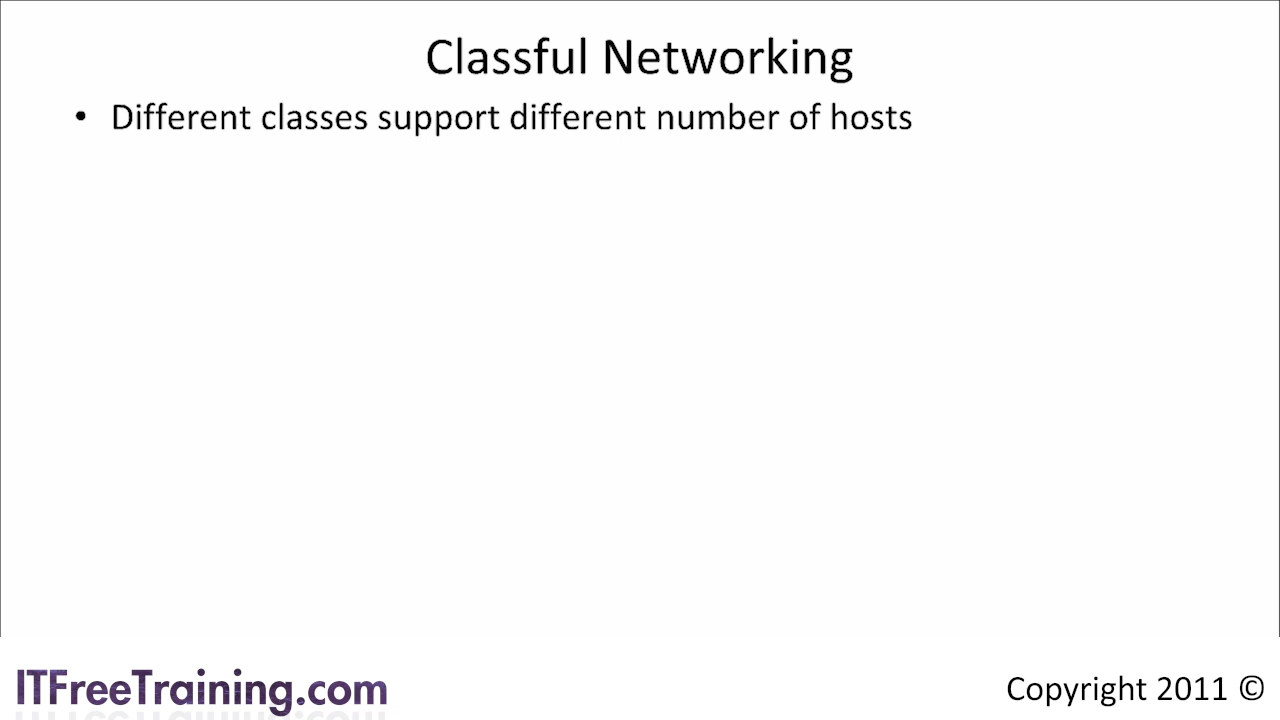 Classful Networking
• Different classes support different number of hosts
ITFreeTraining.com
Copyright 2011 ©